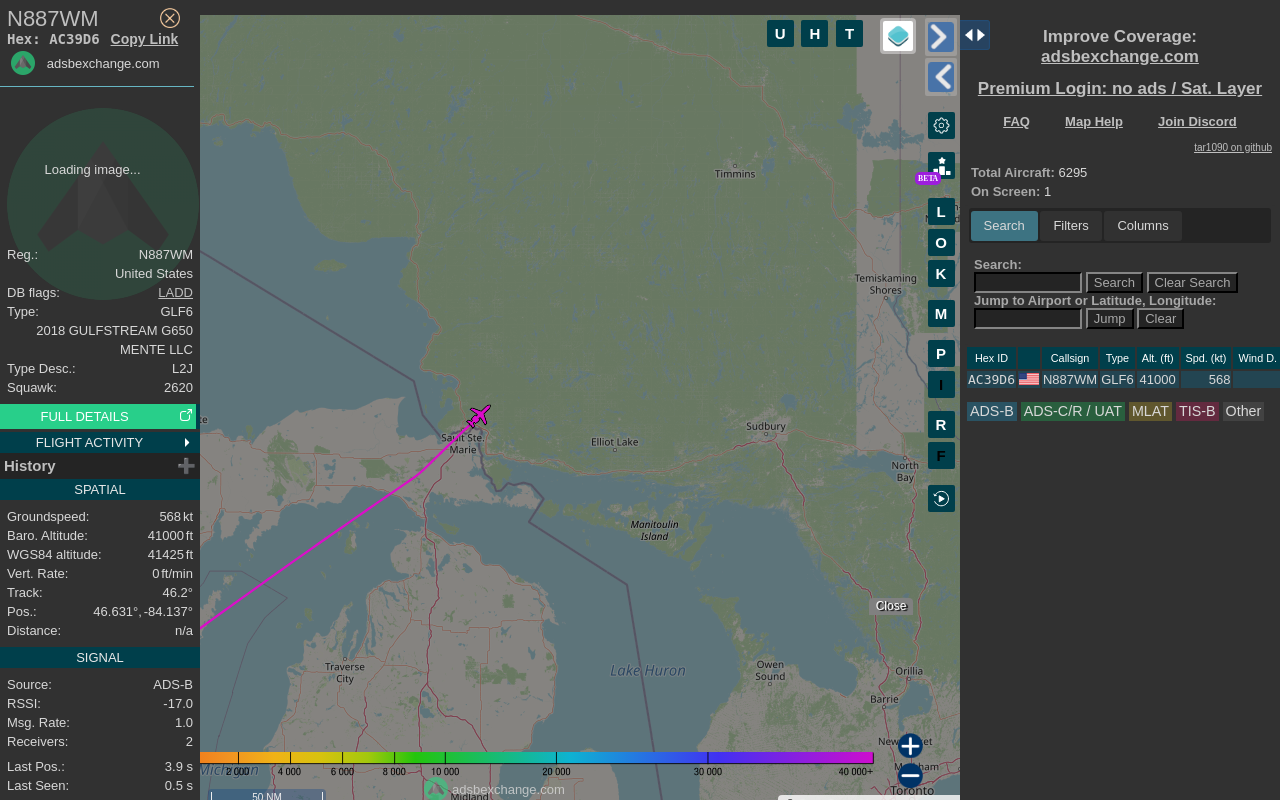 N887WM
Hex: AC39D6 Copy Link
adsbexchange.com
Loading image...
Reg.: N887WM
United States
DB flags: LADD
Type: GLF6
2018 GULFSTREAM G650
MENTE LLC
Type Desc.: L2J
Squawk: 2620
FULL DETAILS
FLIGHT ACTIVITY
History
SPATIAL
Groundspeed: 568 kt
Baro. Altitude: 41000 ft
WGS84 altitude: 41425 ft
Vert. Rate: 0 ft/min
Track: 46.2°
Pos.: 46.631°, -84.137°
Distance: n/a
SIGNAL
Source: ADS-B
RSSI: -17.0
Msg. Rate: 1.0
Receivers: 2
Last Pos.: 3.9 s
Last Seen: 0.5 s
U H T
BETA
L
O
K
M
P
I
R
F
Timmins
Temiskaming
Shores
Sault Ste.
Marie
Elliot Lake
Sudbury
North
Bay
Manitoulin
Island
Close
Traverse
City
Lake Huron
Owen
Sound
Orillia
Barrie
Toronto
Midland
2 000 4 000 6 000 8 000 10 000 20 000 30 000 40 000+
adsbexchange.com
50 NM
Improve Coverage:
adsbexchange.com
Premium Login: no ads / Sat. Layer
FAQ Map Help Join Discord
tar1090 on github
Total Aircraft: 6295
On Screen: 1
Search Filters Columns
Search:
Search Clear Search
Jump to Airport or Latitude, Longitude:
Jump Clear
Hex ID Callsign Type Alt. (ft) Spd. (kt) Wind D.
AC39D6 N887WM GLF6 41000 568
ADS-B ADS-C/R / UAT MLAT TIS-B Other